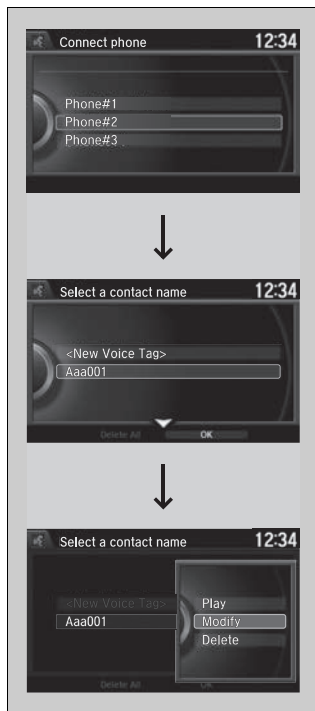 Connect phone 12:34
Phone#1
Phone#2
Phone#3
Select a contact name 12:34
<New Voice Tag>
Aaa001
Delete All OK
Select a contact name 12:34
<New Voice Tag> Play
Aaa001 Modify
Delete
Delete All OK